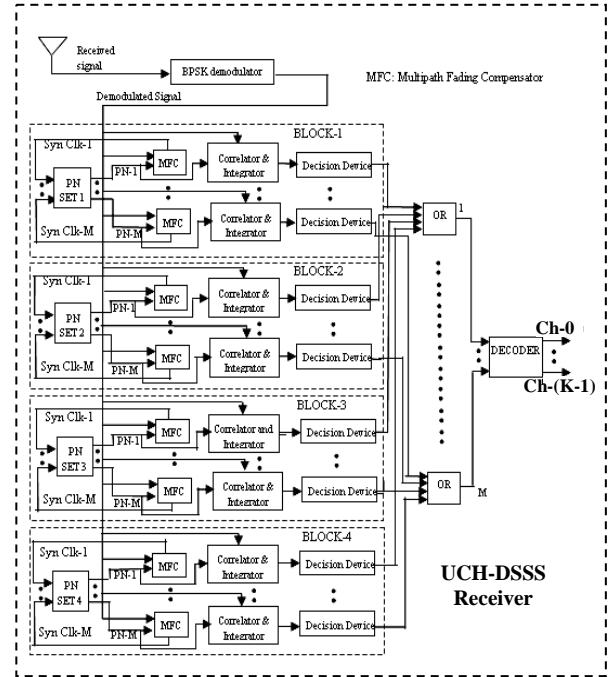 Received
signal
BPSK demodulator
MFC: Multipath Fading Compensator
Demodulated Signal
BLOCK-1
Syn Clk-1
PN
SET 1
PN-1
MFC
Correlator &
Integrator
Decision Device
Syn Clk-M
PN-M
MFC
Correlator &
Integrator
Decision Device
OR
1
BLOCK-2
Syn Clk-1
PN
SET 2
PN-1
MFC
Correlator &
Integrator
Decision Device
Syn Clk-M
PN-M
MFC
Correlator &
Integrator
Decision Device
DECODER
Ch-0
Ch-(K-1)
BLOCK-3
Syn Clk-1
PN
SET 3
PN-1
MFC
Correlator and
Integrator
Decision Device
Syn Clk-M
PN-M
MFC
Correlator &
Integrator
Decision Device
OR
M
BLOCK-4
Syn Clk-1
PN
SET 4
PN-1
MFC
Correlator &
Integrator
Decision Device
Syn Clk-M
PN-M
MFC
Correlator &
Integrator
Decision Device
UCH-DSSS
Receiver